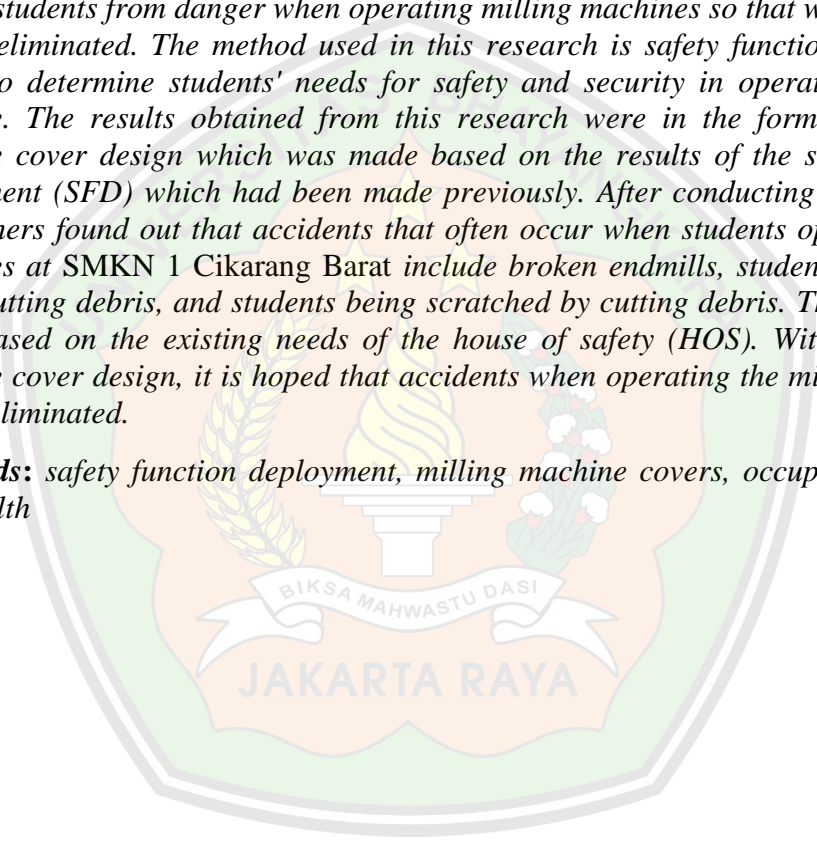 students from danger when operating milling machines so that w
eliminated. The method used in this research is safety functio
o determine students' needs for safety and security in operat
e. The results obtained from this research were in the form
e cover design which was made based on the results of the s
nent (SFD) which had been made previously. After conducting
ners found out that accidents that often occur when students op
es at SMKN 1 Cikarang Barat include broken endmills, studen
utting debris, and students being scratched by cutting debris. T
ased on the existing needs of the house of safety (HOS). Wit
e cover design, it is hoped that accidents when operating the mi
liminated.
ds: safety function deployment, milling machine covers, occup
lth
UNIVERSITAS BHAYANGKARA
BIKSA MAHWASTU DASI
JAKARTA RAYA